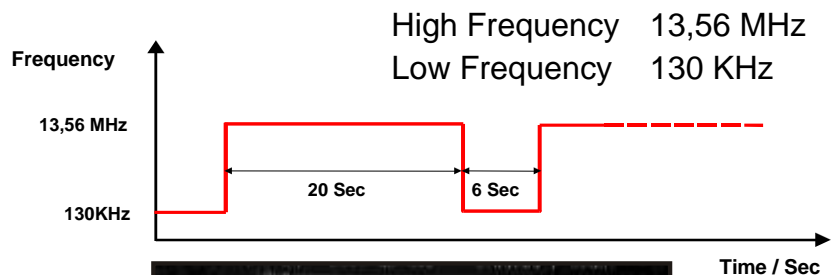 High Frequency 13,56 MHz
Low Frequency 130 KHz
Frequency
13,56 MHz
20 Sec
6 Sec
130KHz
Time / Sec